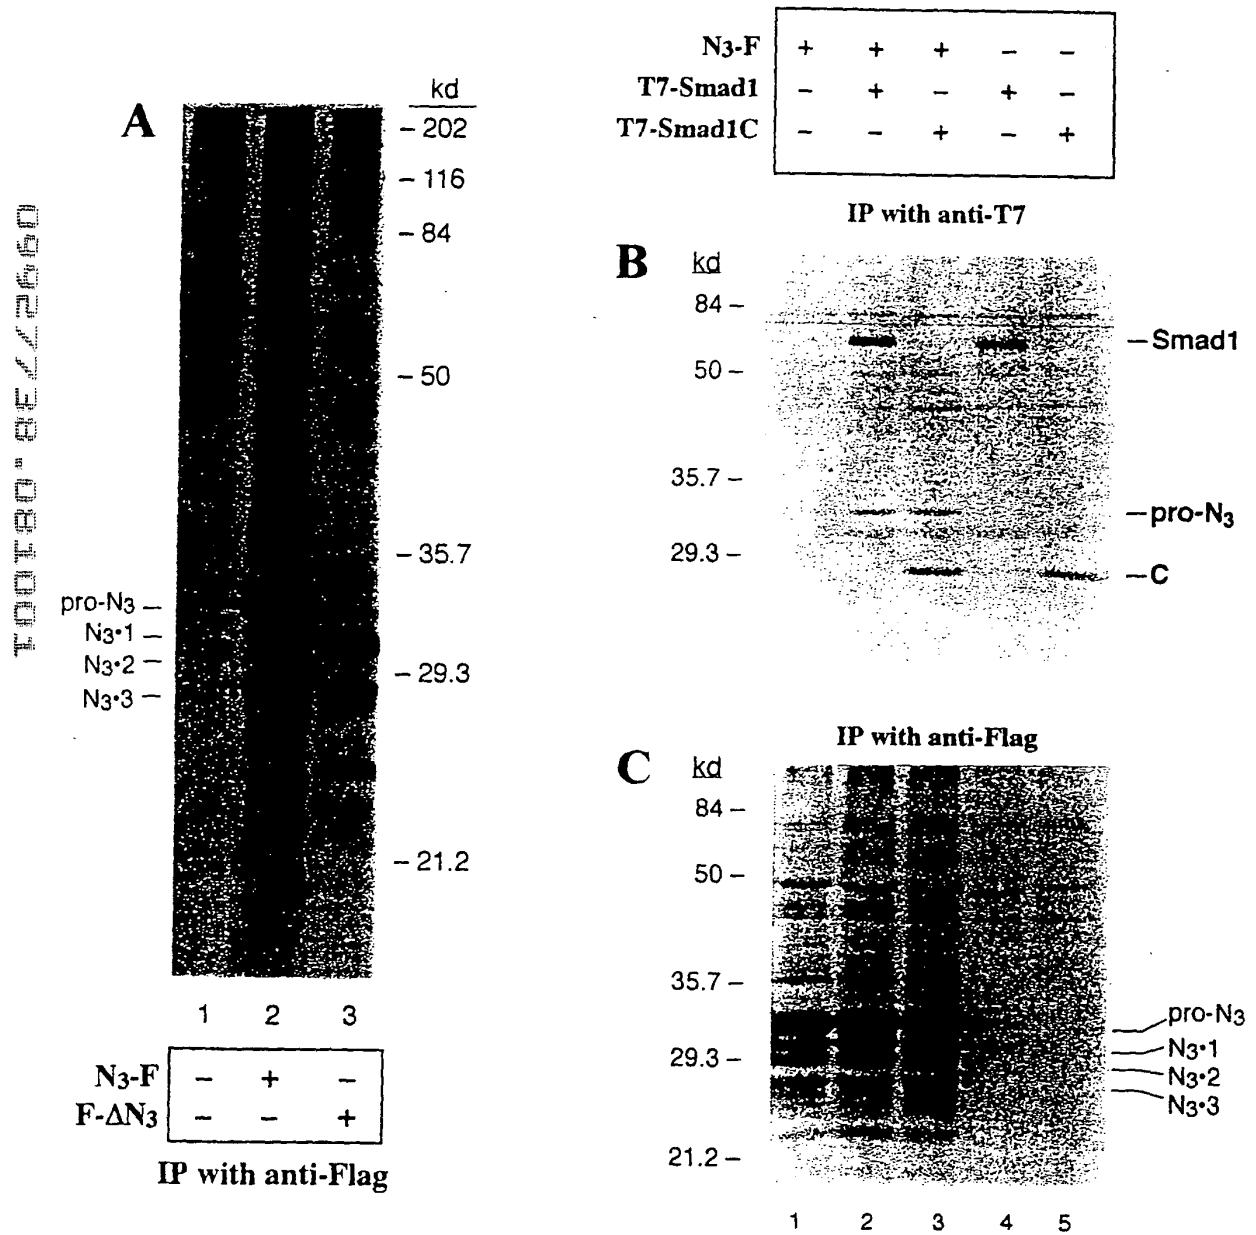 A
kd
202
116
84
50
35.7
29.3
21.2
pro-N3
N3•1
N3•2
N3•3
1 2 3
N3-F – + –
F-ΔN3 – – +
IP with anti-Flag
N3-F + + + – –
T7-Smad1 – + – + –
T7-Smad1C – – + – +
IP with anti-T7
B
kd
84
50
35.7
29.3
Smad1
pro-N3
C
IP with anti-Flag
C
kd
84
50
35.7
29.3
21.2
pro-N3
N3•1
N3•2
N3•3
1 2 3 4 5